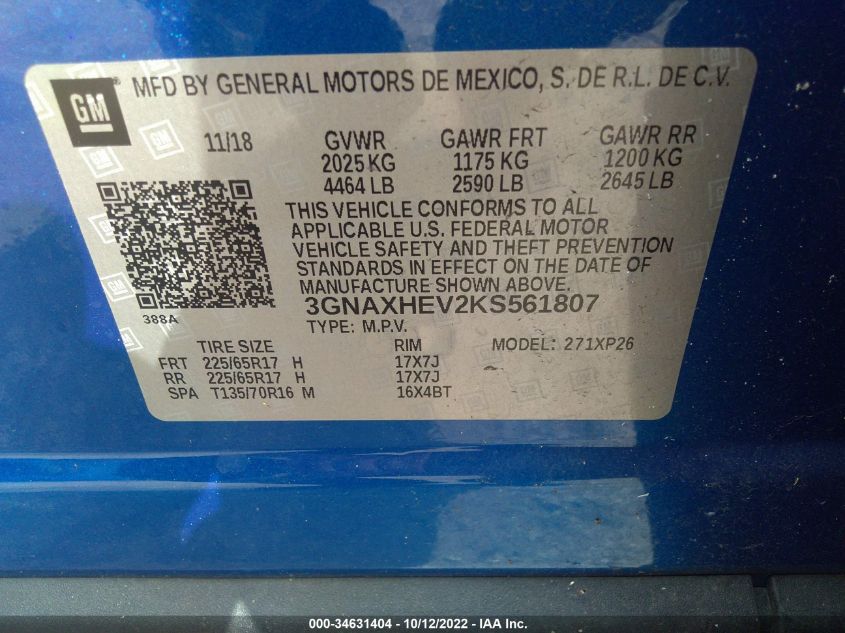 GM MFD BY GENERAL MOTORS DE MEXICO, S. DE R.L. DE C.V.
11/18 GVWR GAWR FRT GAWR RR
2025 KG 1175 KG 1200 KG
4464 LB 2590 LB 2645 LB
THIS VEHICLE CONFORMS TO ALL
APPLICABLE U.S. FEDERAL MOTOR
VEHICLE SAFETY AND THEFT PREVENTION
STANDARDS IN EFFECT ON THE DATE OF
MANUFACTURE SHOWN ABOVE.
388A 3GNAXHEV2KS561807
TYPE: M.P.V. MODEL: 271XP26
TIRE SIZE RIM
FRT 225/65R17 H 17X7J
RR 225/65R17 H 17X7J
SPA T135/70R16 M 16X4BT
000-34631404 - 10/12/2022 - IAA Inc.